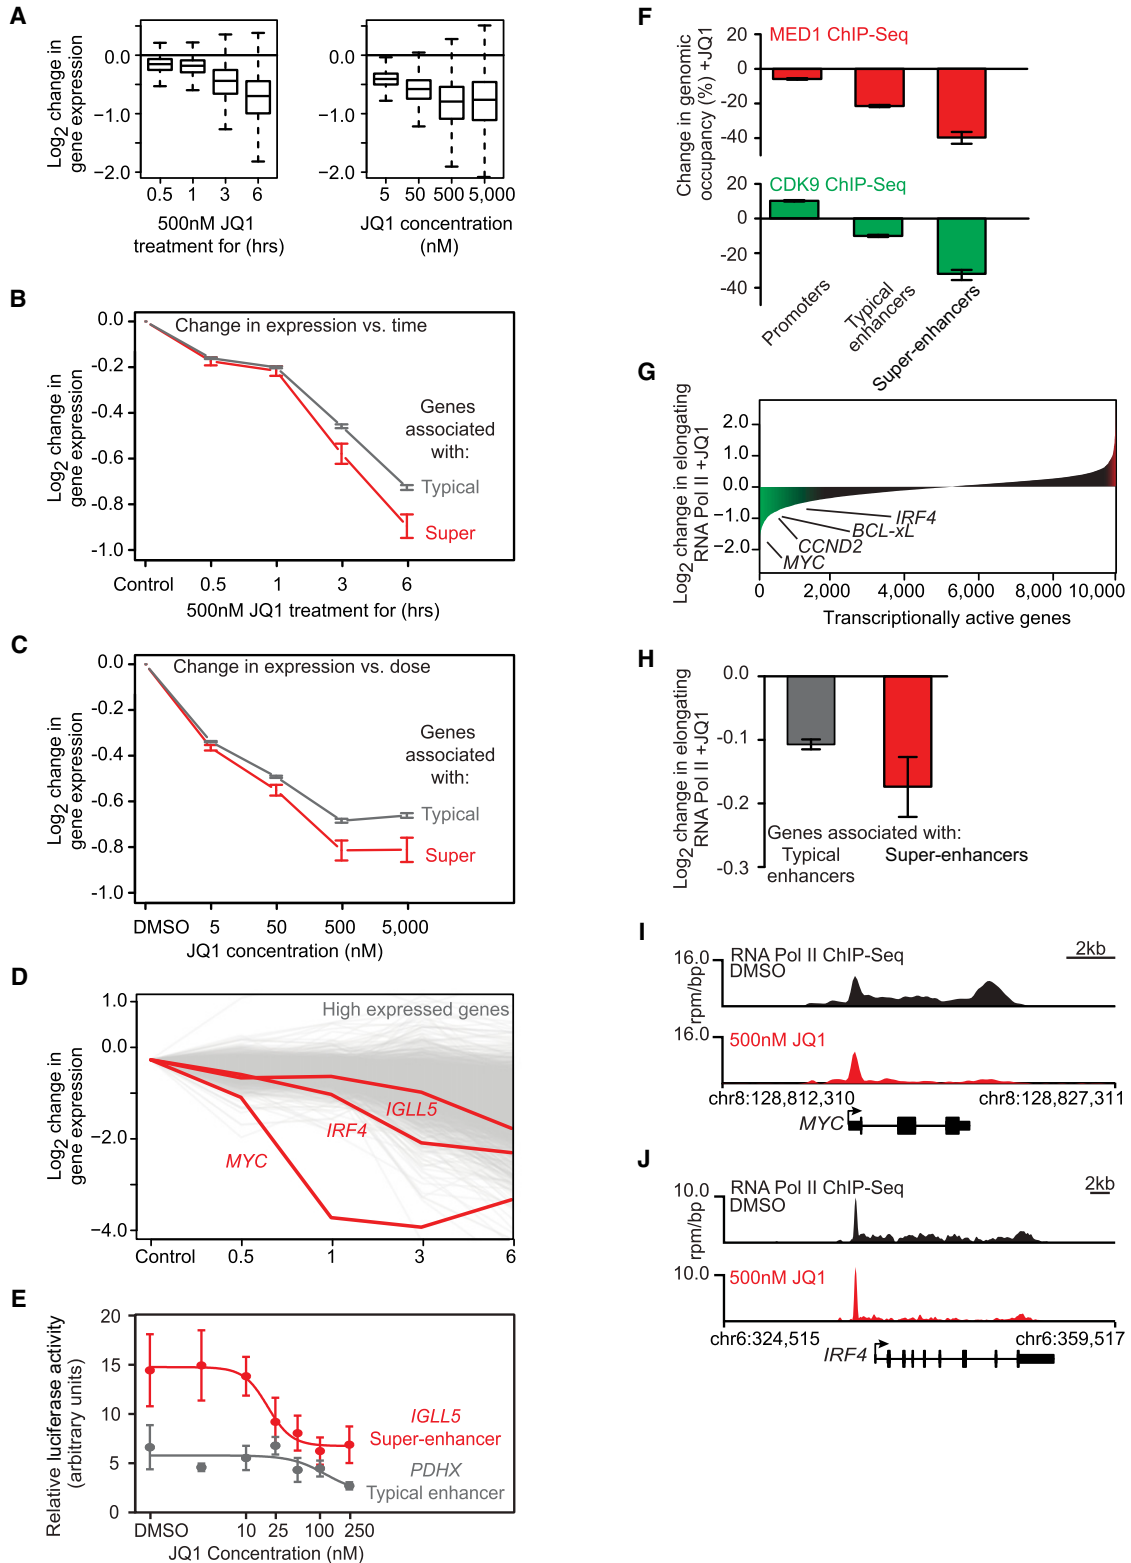 A
Log2 change in
gene expression
0.0
−1.0
−2.0
0.5 1 3 6
500nM JQ1
treatment for (hrs)
0.0
−1.0
−2.0
5 50 500 5,000
JQ1 concentration
(nM)
B
Log2 change in
gene expression
0.0
-0.2
-0.4
-0.6
-0.8
-1.0
Change in expression vs. time
Genes
associated
with:
Typical
Super
Control 0.5 1 3 6
500nM JQ1 treatment for (hrs)
C
Log2 change in
gene expression
0.0
-0.2
-0.4
-0.6
-0.8
-1.0
Change in expression vs. dose
Genes
associated
with:
Typical
Super
DMSO 5 50 500 5,000
JQ1 concentration (nM)
D
Log2 change in
gene expression
1.0
0.0
−2.0
−4.0
High expressed genes
IGLL5
IRF4
MYC
Control 0.5 1 3 6
E
Relative luciferase activity
(arbitrary units)
20
15
10
5
0
IGLL5
Super-enhancer
PDHX
Typical enhancer
DMSO 10 25 100 250
JQ1 Concentration (nM)
F
Change in genomic
occupancy (%) +JQ1
20
0
-20
-40
MED1 ChIP-Seq
20
0
-20
-40
CDK9 ChIP-Seq
Promoters
Typical
enhancers
Super-enhancers
G
Log2 change in elongating
RNA Pol II +JQ1
2.0
1.0
0.0
−1.0
−2.0
IRF4
BCL-xL
CCND2
MYC
0 2,000 4,000 6,000 8,000 10,000
Transcriptionally active genes
H
Log2 change in elongating
RNA Pol II +JQ1
0.0
-0.1
-0.2
-0.3
Genes associated with:
Typical
enhancers
Super-enhancers
I
rpm/bp
16.0
RNA Pol II ChIP-Seq
DMSO
2kb
16.0
500nM JQ1
chr8:128,812,310 chr8:128,827,311
MYC
J
rpm/bp
10.0
RNA Pol II ChIP-Seq
DMSO
2kb
10.0
500nM JQ1
chr6:324,515 chr6:359,517
IRF4